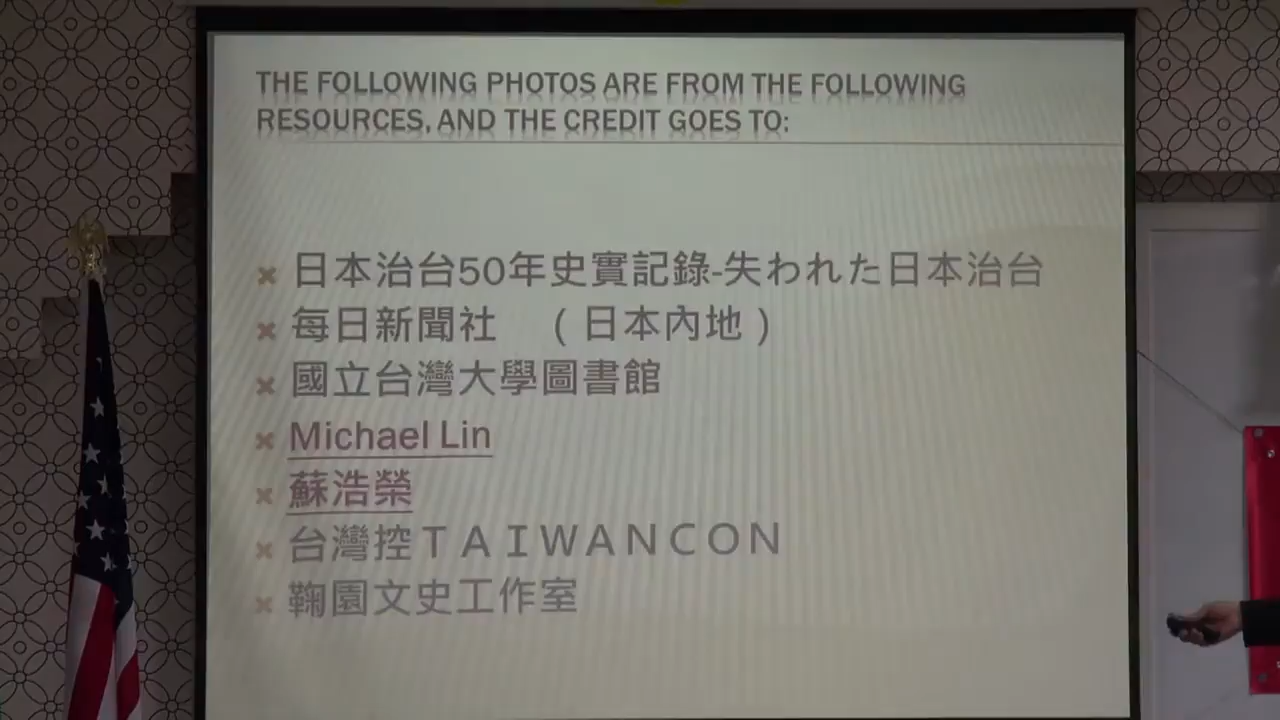 THE FOLLOWING PHOTOS ARE FROM THE FOLLOWING
RESOURCES, AND THE CREDIT GOES TO:
日本治台50年史實記錄-失われた日本治台
每日新聞社　（日本內地）
國立台灣大學圖書館
Michael Lin
蘇浩榮
台灣控ＴＡＩＷＡＮＣＯＮ
鞠園文史工作室